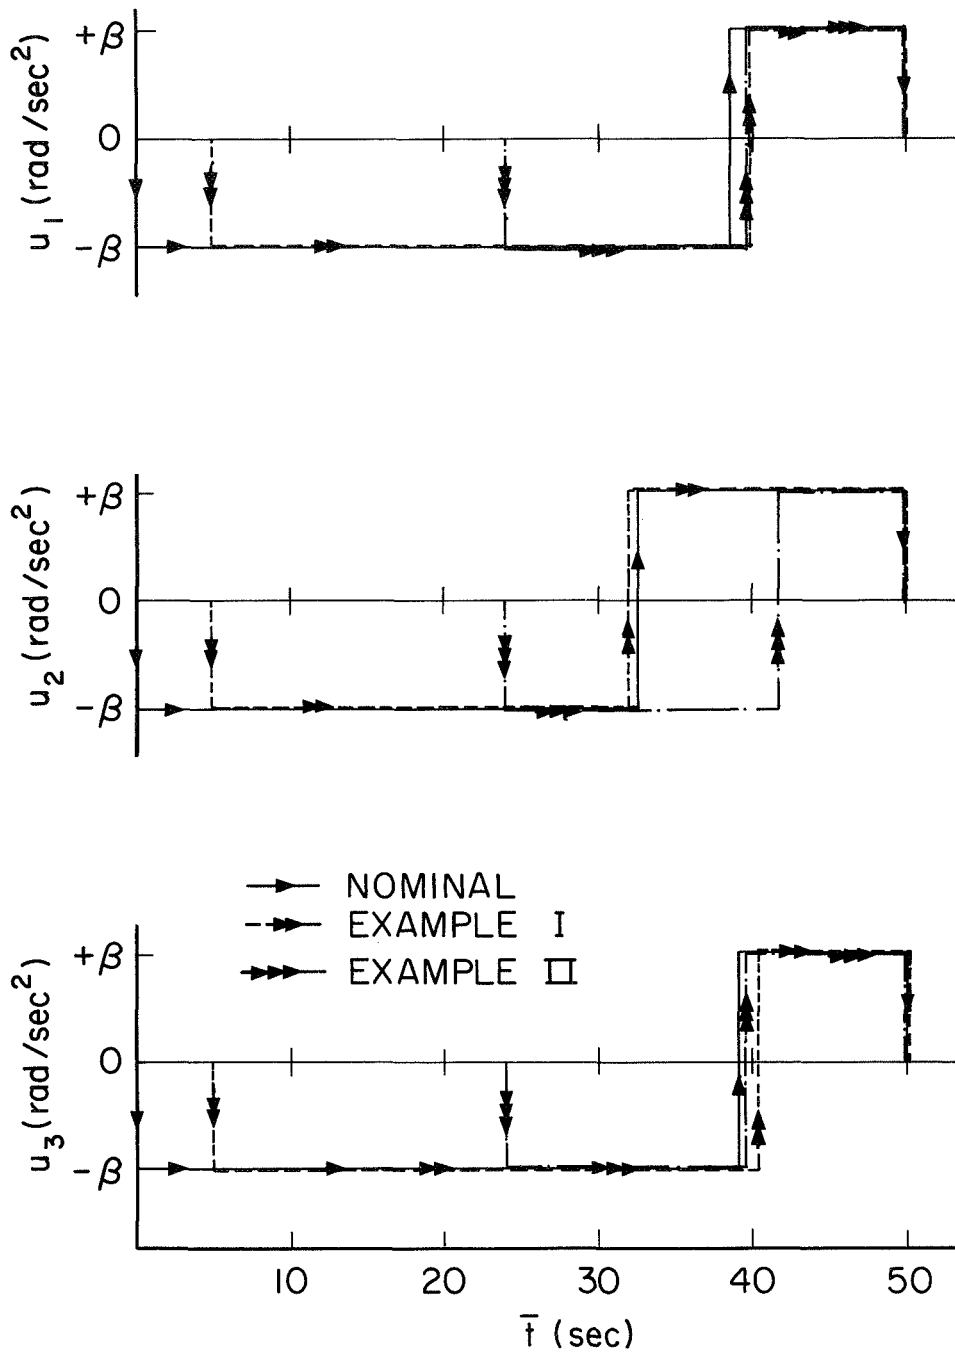 +β
u₁ (rad/sec²)
0
-β
+β
u₂ (rad/sec²)
0
-β
NOMINAL
EXAMPLE I
EXAMPLE II
+β
u₃ (rad/sec²)
0
-β
10 20 30 40 50
t̄ (sec)